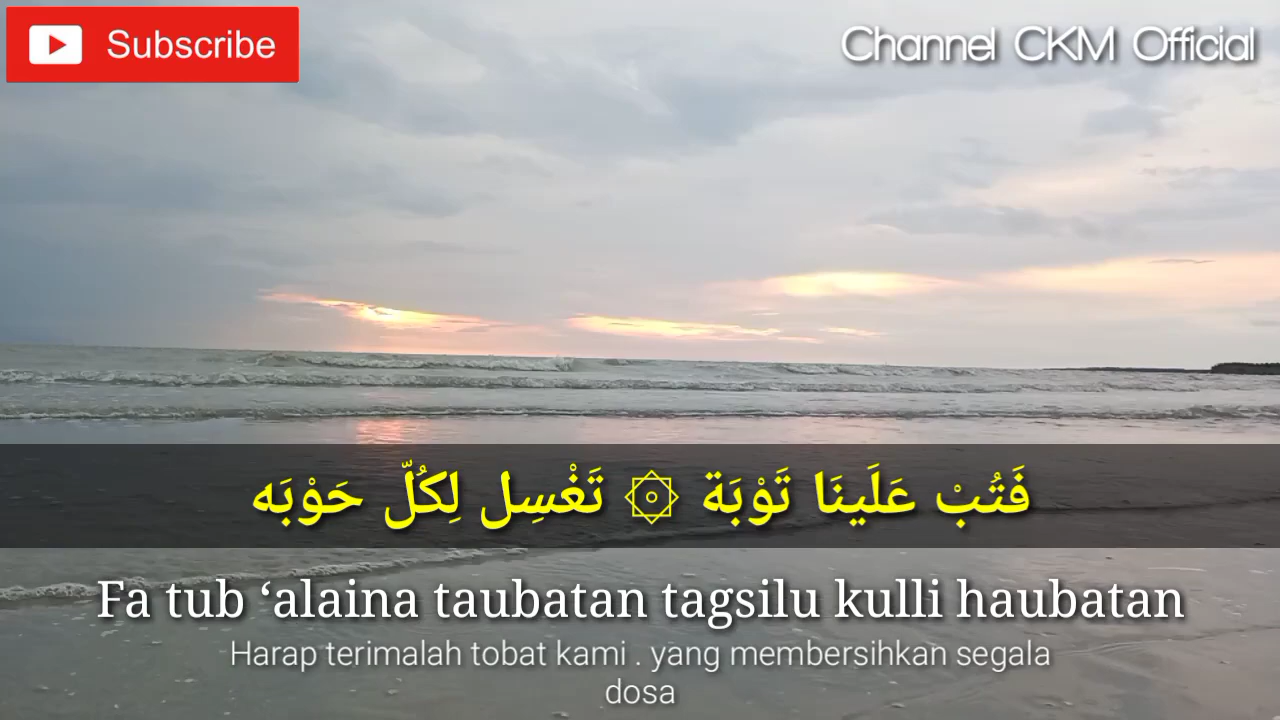 Subscribe
Channel CKM Official
فَتُبْ عَلَينَا تَوْبَة ۞ تَغْسِل لِكُلّ حَوْبَه
Fa tub ‘alaina taubatan tagsilu kulli haubatan
Harap terimalah tobat kami . yang membersihkan segala
dosa